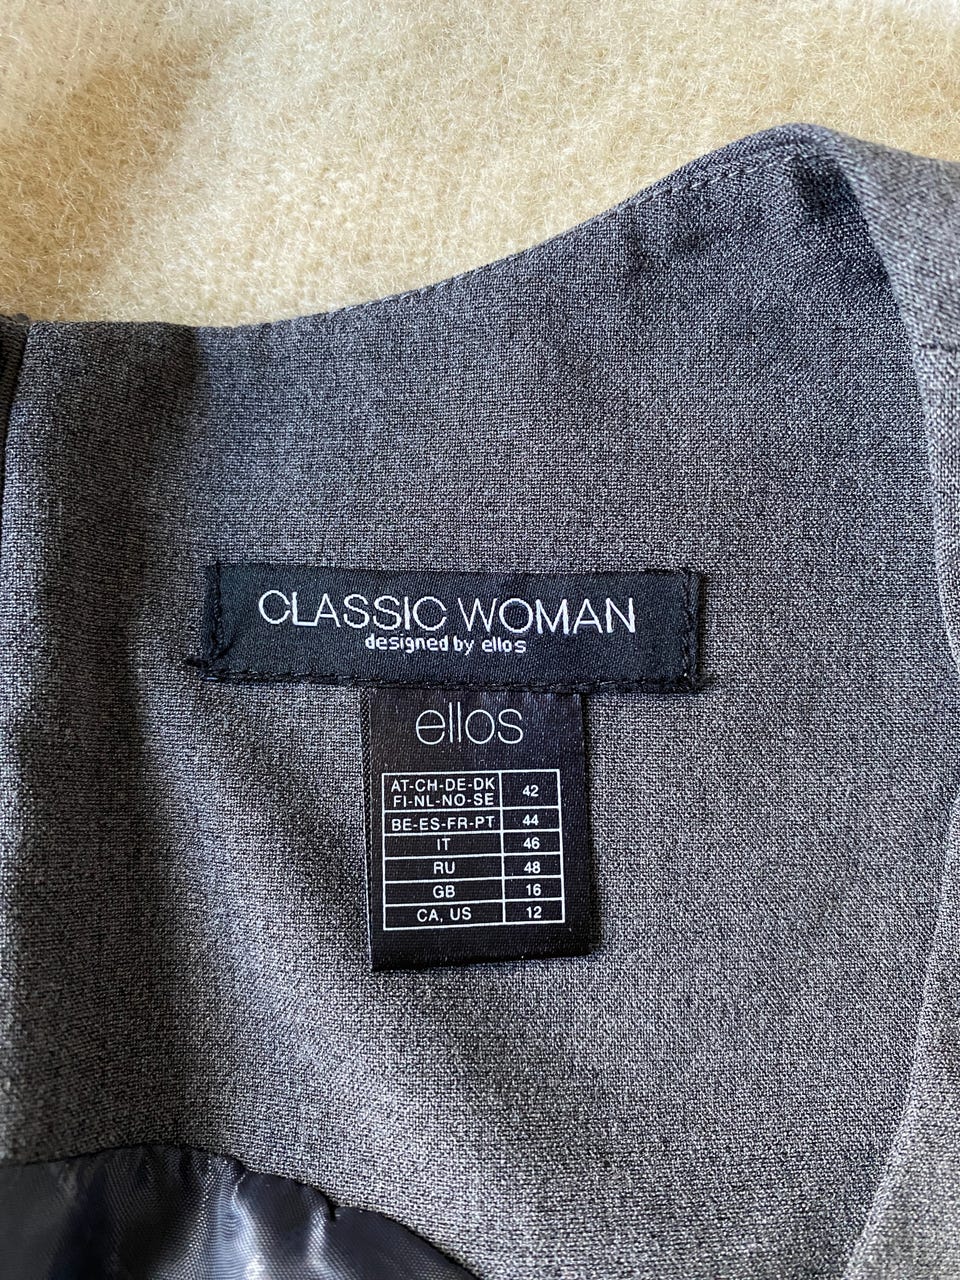 CLASSIC WOMAN
designed by ellos
ellos
AT-CH-DE-DK
FI-NL-NO-SE 42
BE-ES-FR-PT 44
IT 46
RU 48
GB 16
CA, US 12